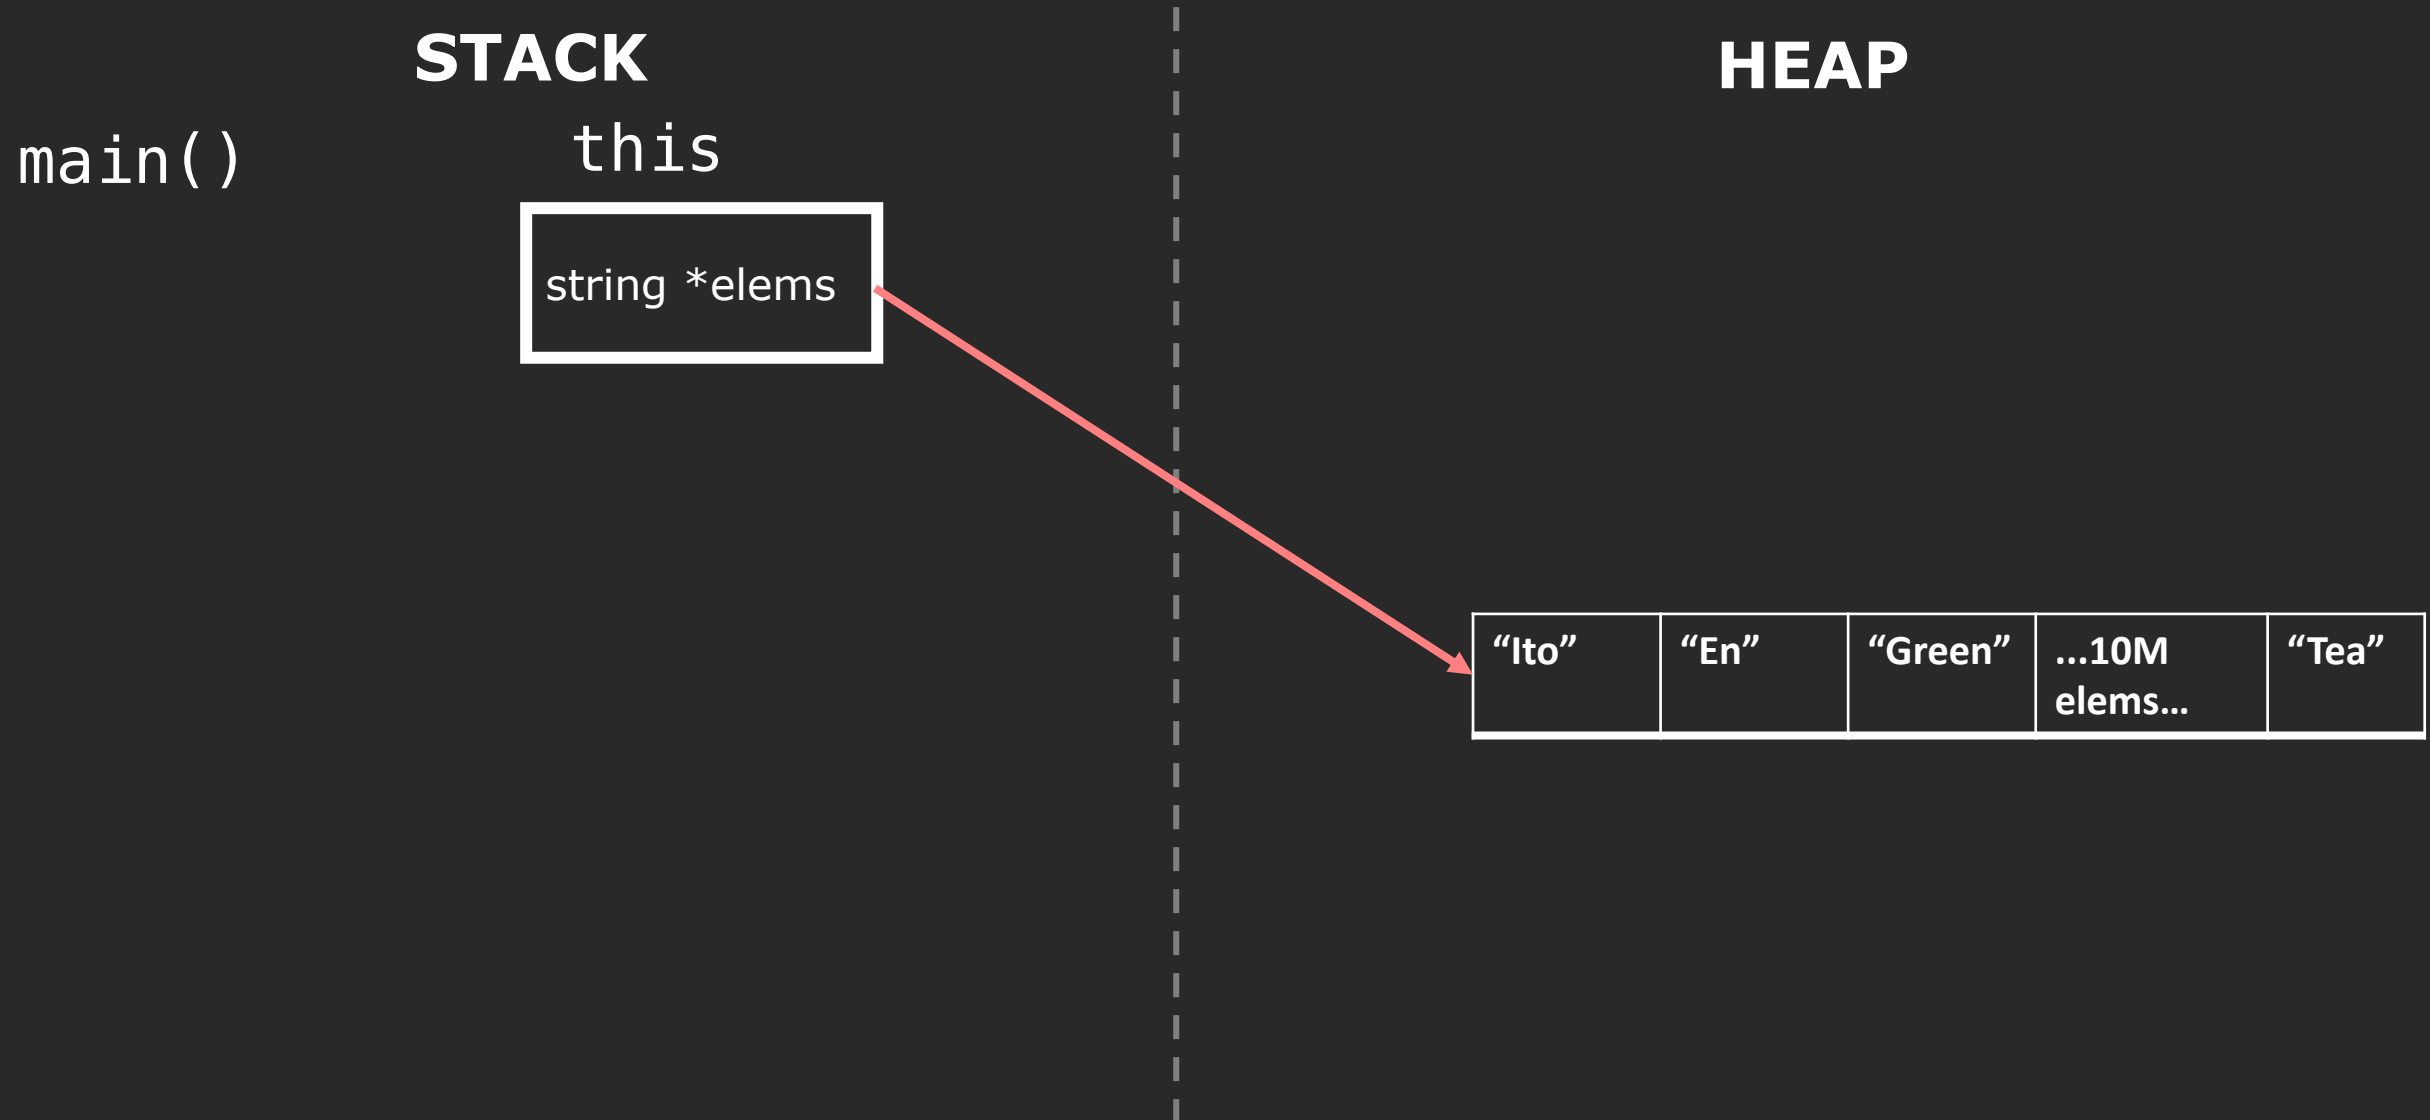 STACK
HEAP
main()
this
string *elems
“Ito”
“En”
“Green”
...10M
elems...
“Tea”